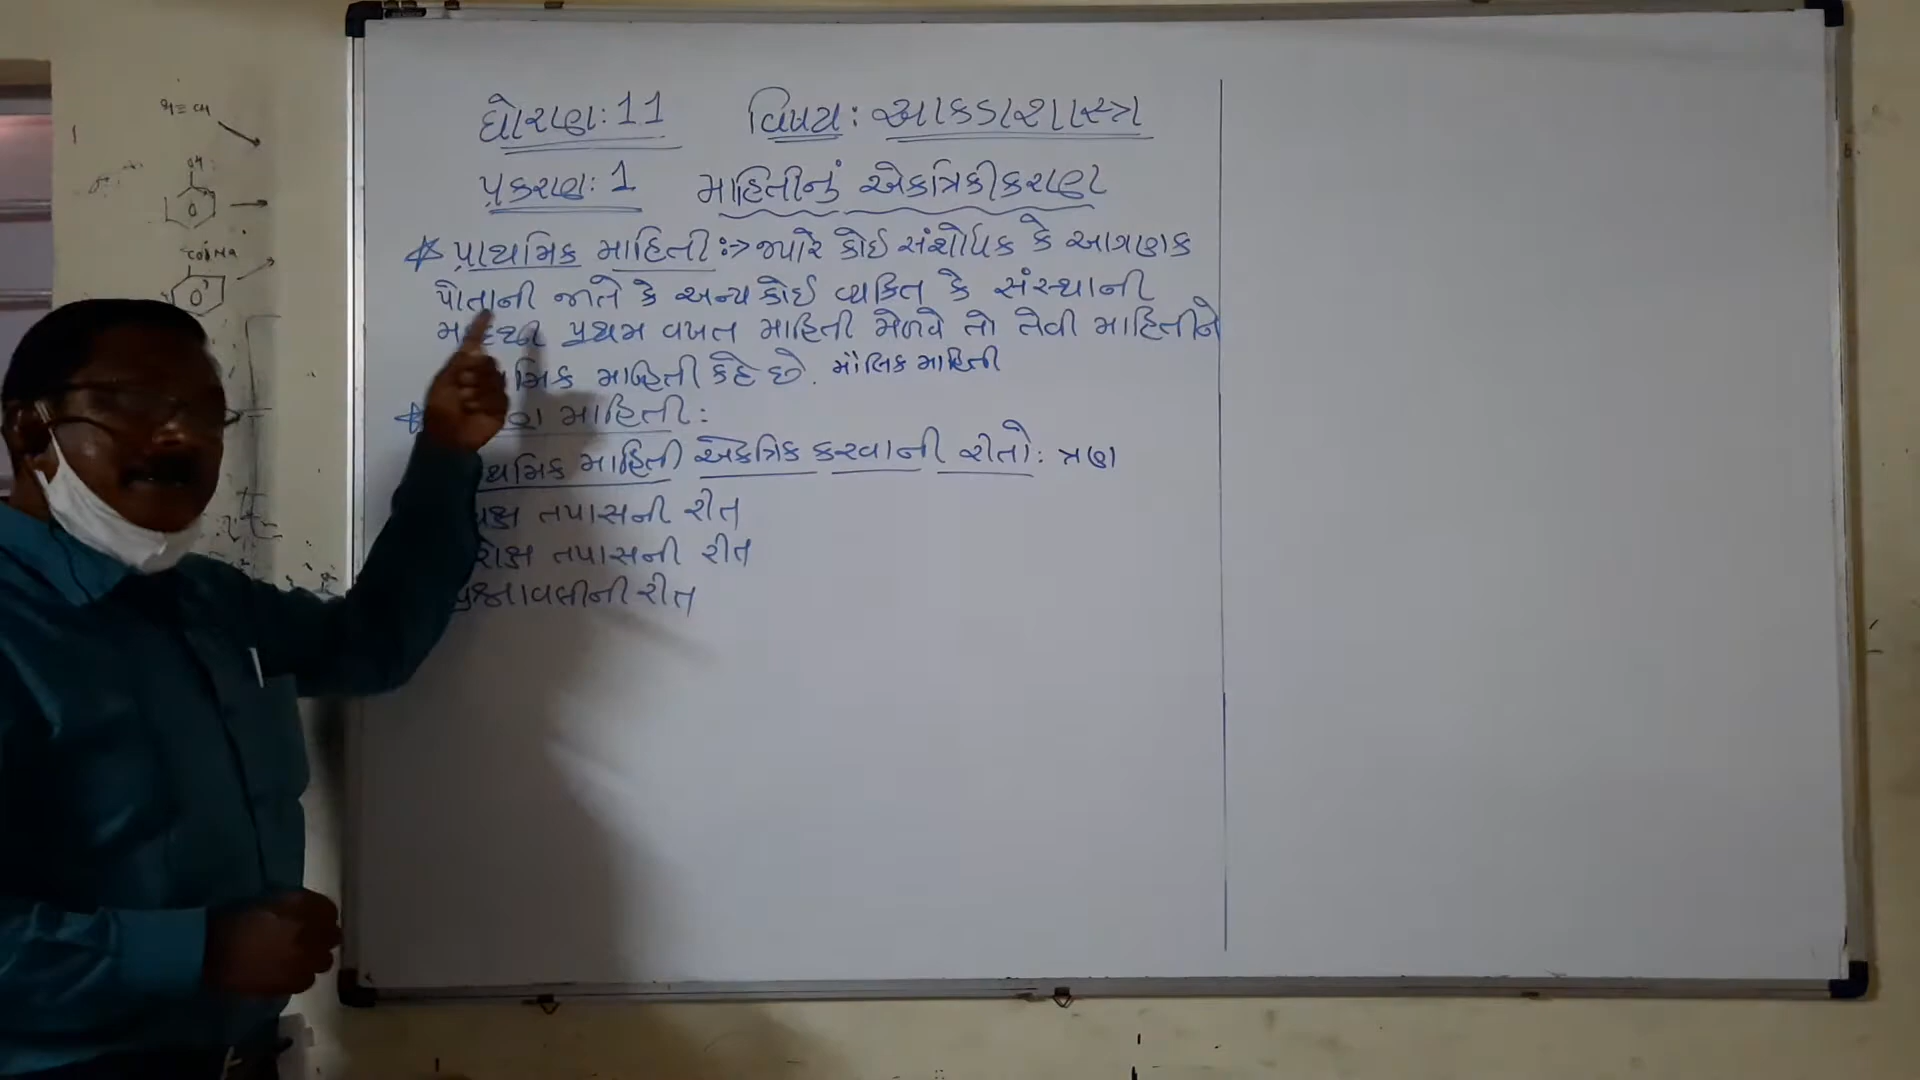 ધોરણ: 11 વિષય: આકડાશાસ્ત્ર
પ્રકરણ: 1 માહિતીનું એકત્રિકીકરણ
પ્રાથમિક માહિતી :→ જ્યારે કોઈ સંશોધક કે આગણક
પોતાની જાતે કે અન્ય કોઈ વ્યકિત કે સંસ્થાની
પ્રથમ વખત માહિતી મેળવે તો તેવી માહિતીને
માહિતી કહે છે. મૌલિક માહિતી
માહિતી:
માહિતી એકત્રિક કરવાની રીતો: ત્રણ
તપાસની રીત
તપાસની રીત
પ્રશ્નાવલીની રીત